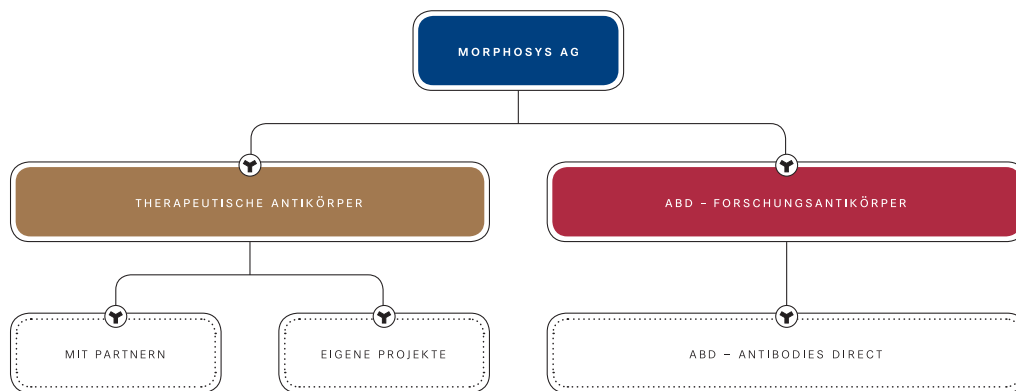 MORPHOSYS AG
THERAPEUTISCHE ANTIKÖRPER
ABD – FORSCHUNGSANTIKÖRPER
MIT PARTNERN
EIGENE PROJEKTE
ABD – ANTIBODIES DIRECT